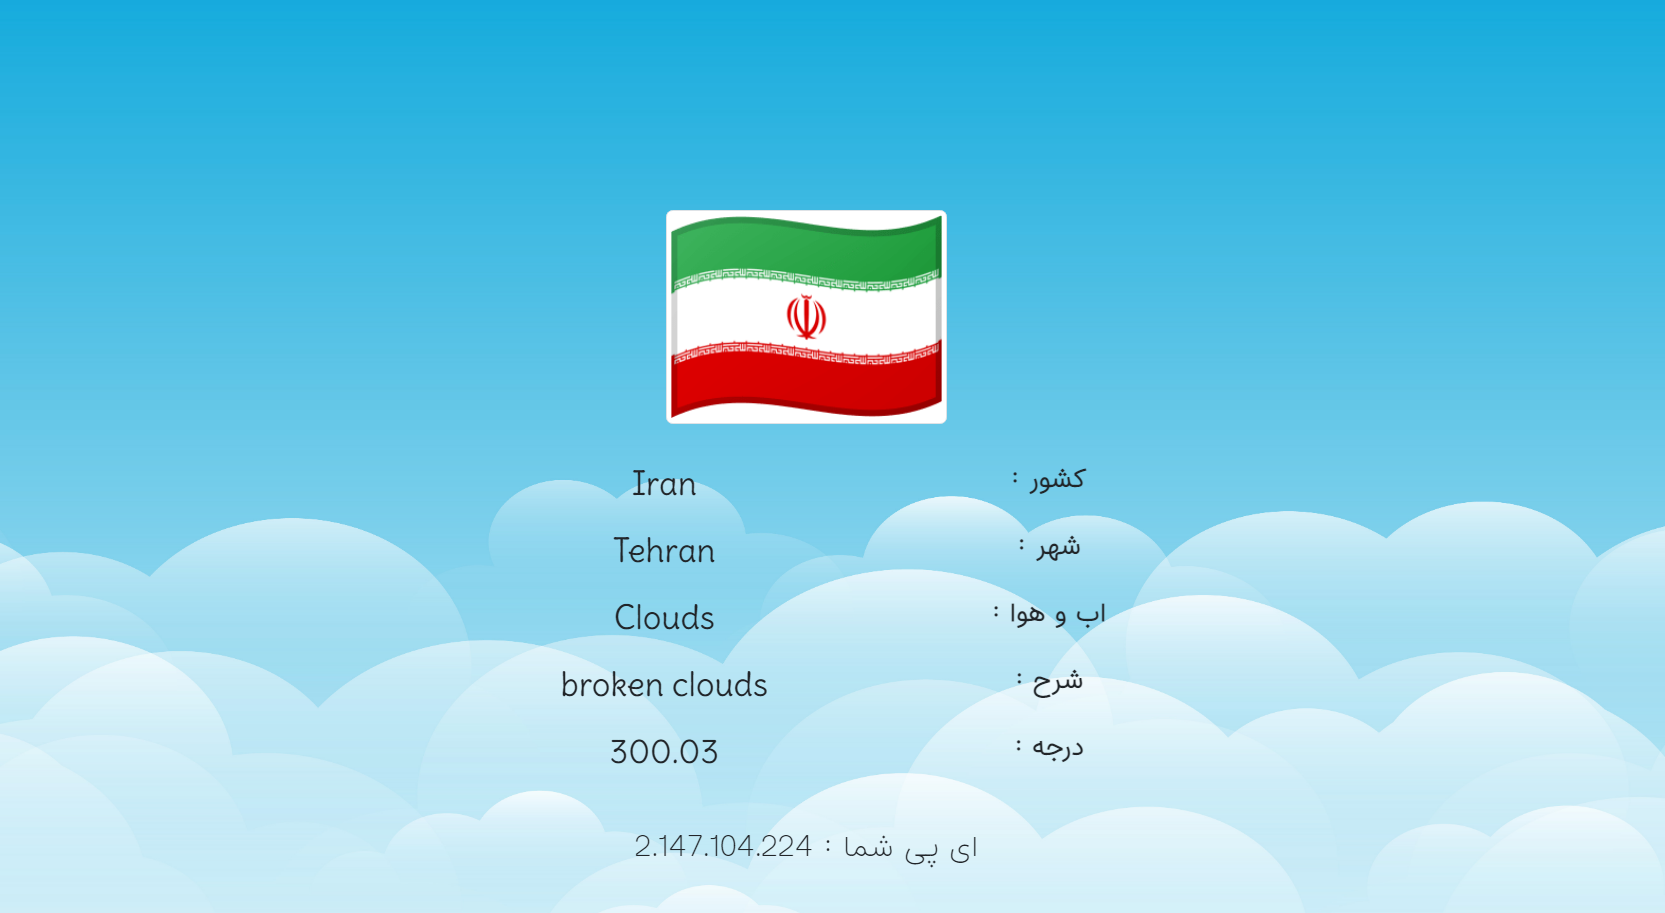 کشور : Iran
شهر : Tehran
اب و هوا : Clouds
شرح : broken clouds
درجه : 300.03
ای پی شما : 2.147.104.224